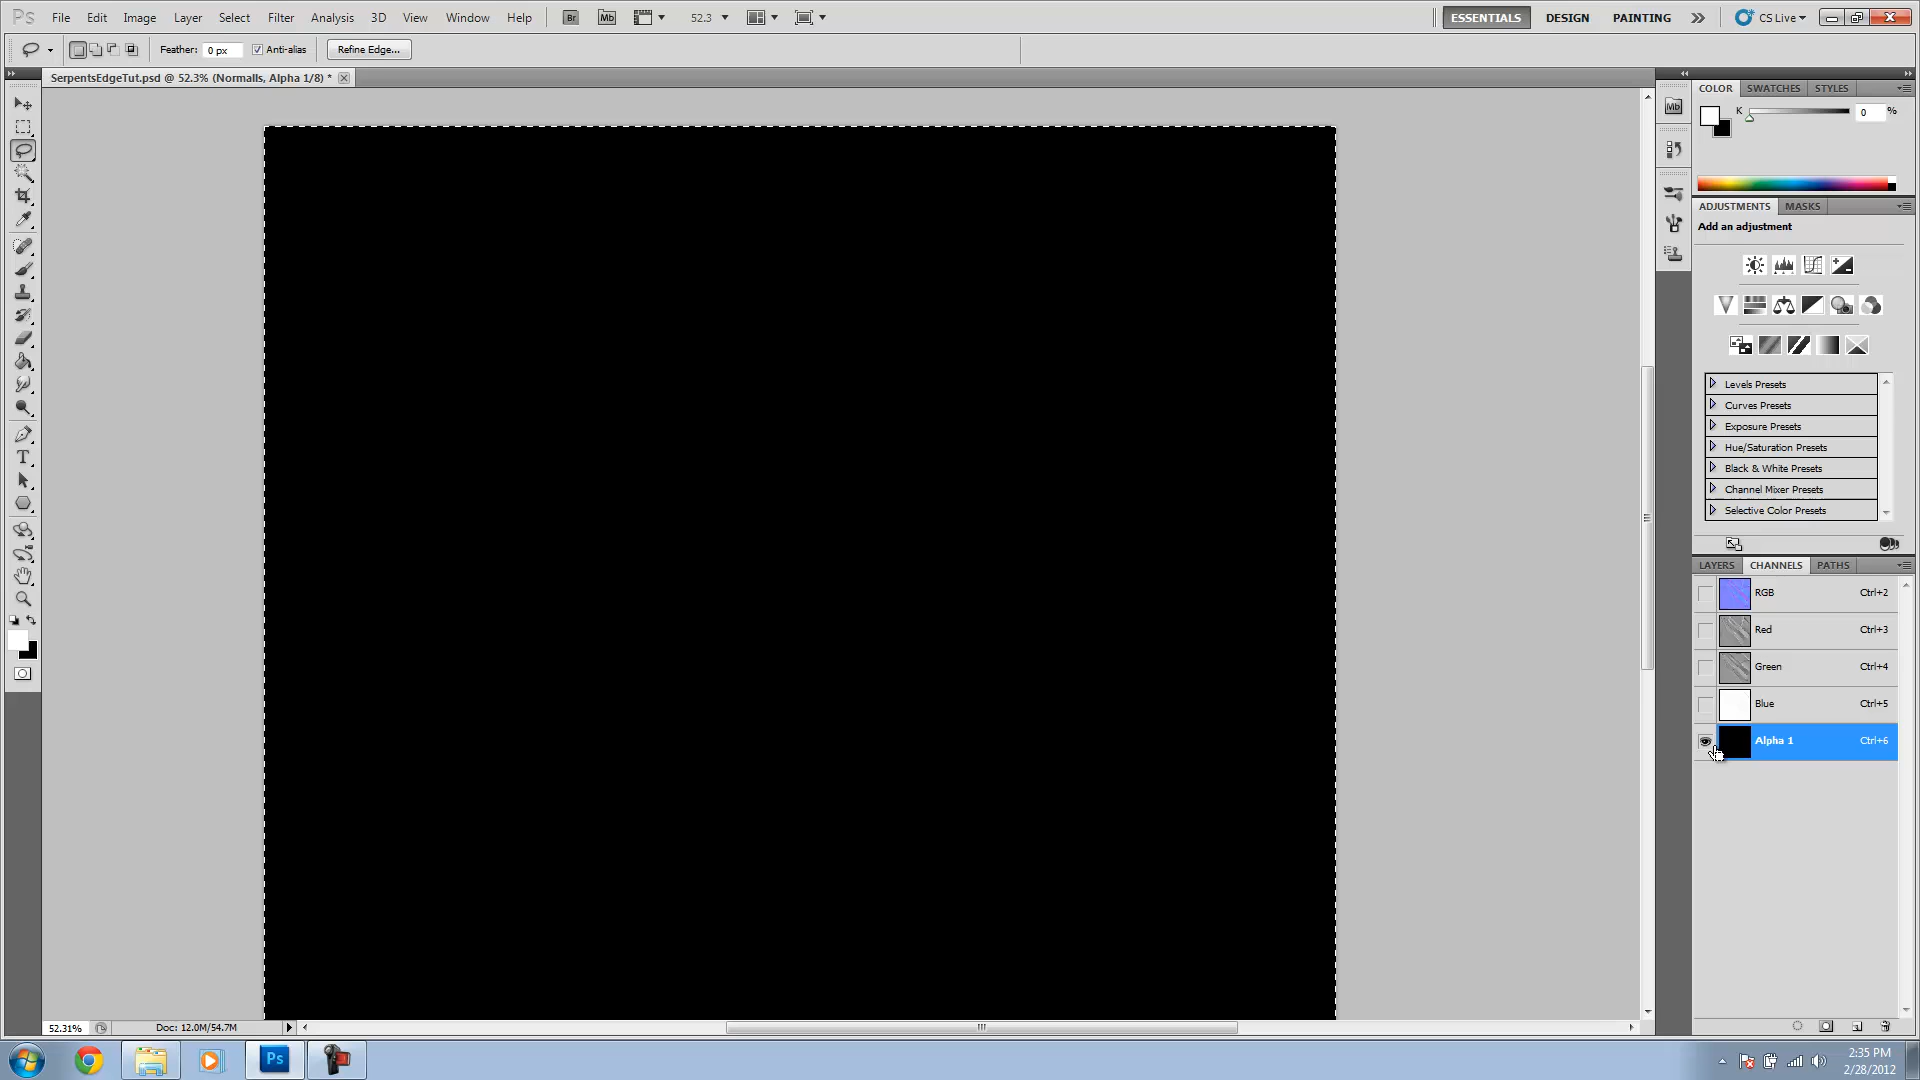 Ps File Edit Image Layer Select Filter Analysis 3D View Window Help Br Mb 52.3 ESSENTIALS DESIGN PAINTING CS Live
Feather: 0 px Anti-alias Refine Edge...
SerpentsEdgeTut.psd @ 52.3% (Normalls, Alpha 1/8) *
COLOR SWATCHES STYLES
Mb
K 0 %
ADJUSTMENTS MASKS
Add an adjustment
Levels Presets
Curves Presets
Exposure Presets
Hue/Saturation Presets
Black & White Presets
Channel Mixer Presets
Selective Color Presets
LAYERS CHANNELS PATHS
RGB Ctrl+2
Red Ctrl+3
Green Ctrl+4
Blue Ctrl+5
Alpha 1 Ctrl+6
T
52.31% Doc: 12.0M/54.7M
Ps
2:35 PM
2/28/2012